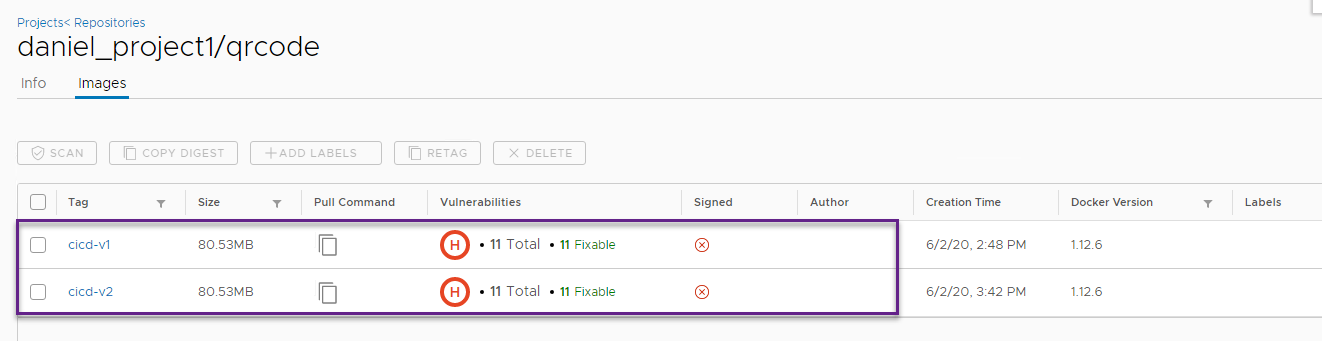 Projects< Repositories
daniel_project1/qrcode
Info Images
SCAN COPY DIGEST +ADD LABELS RETAG DELETE
Tag Size Pull Command Vulnerabilities Signed Author Creation Time Docker Version Labels
cicd-v1 80.53MB H • 11 Total • 11 Fixable 6/2/20, 2:48 PM 1.12.6
cicd-v2 80.53MB H • 11 Total • 11 Fixable 6/2/20, 3:42 PM 1.12.6